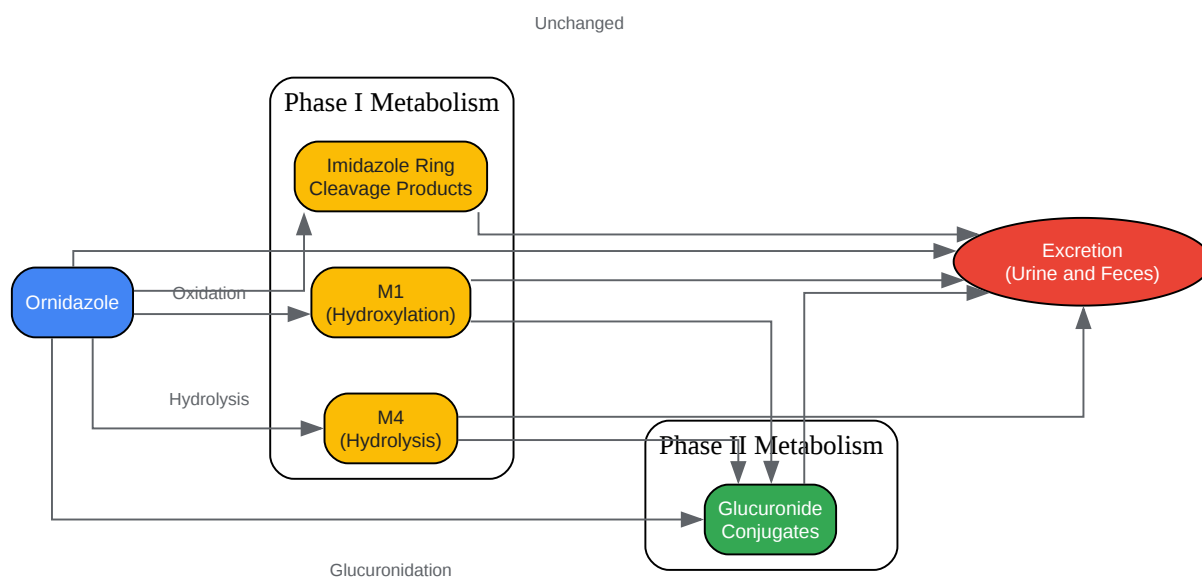 Unchanged
Phase I Metabolism
Imidazole Ring
Cleavage Products
Excretion
(Urine and Feces)
Ornidazole
Oxidation
M1
(Hydroxylation)
Hydrolysis
M4
(Hydrolysis)
Phase II Metabolism
Glucuronide
Conjugates
Glucuronidation